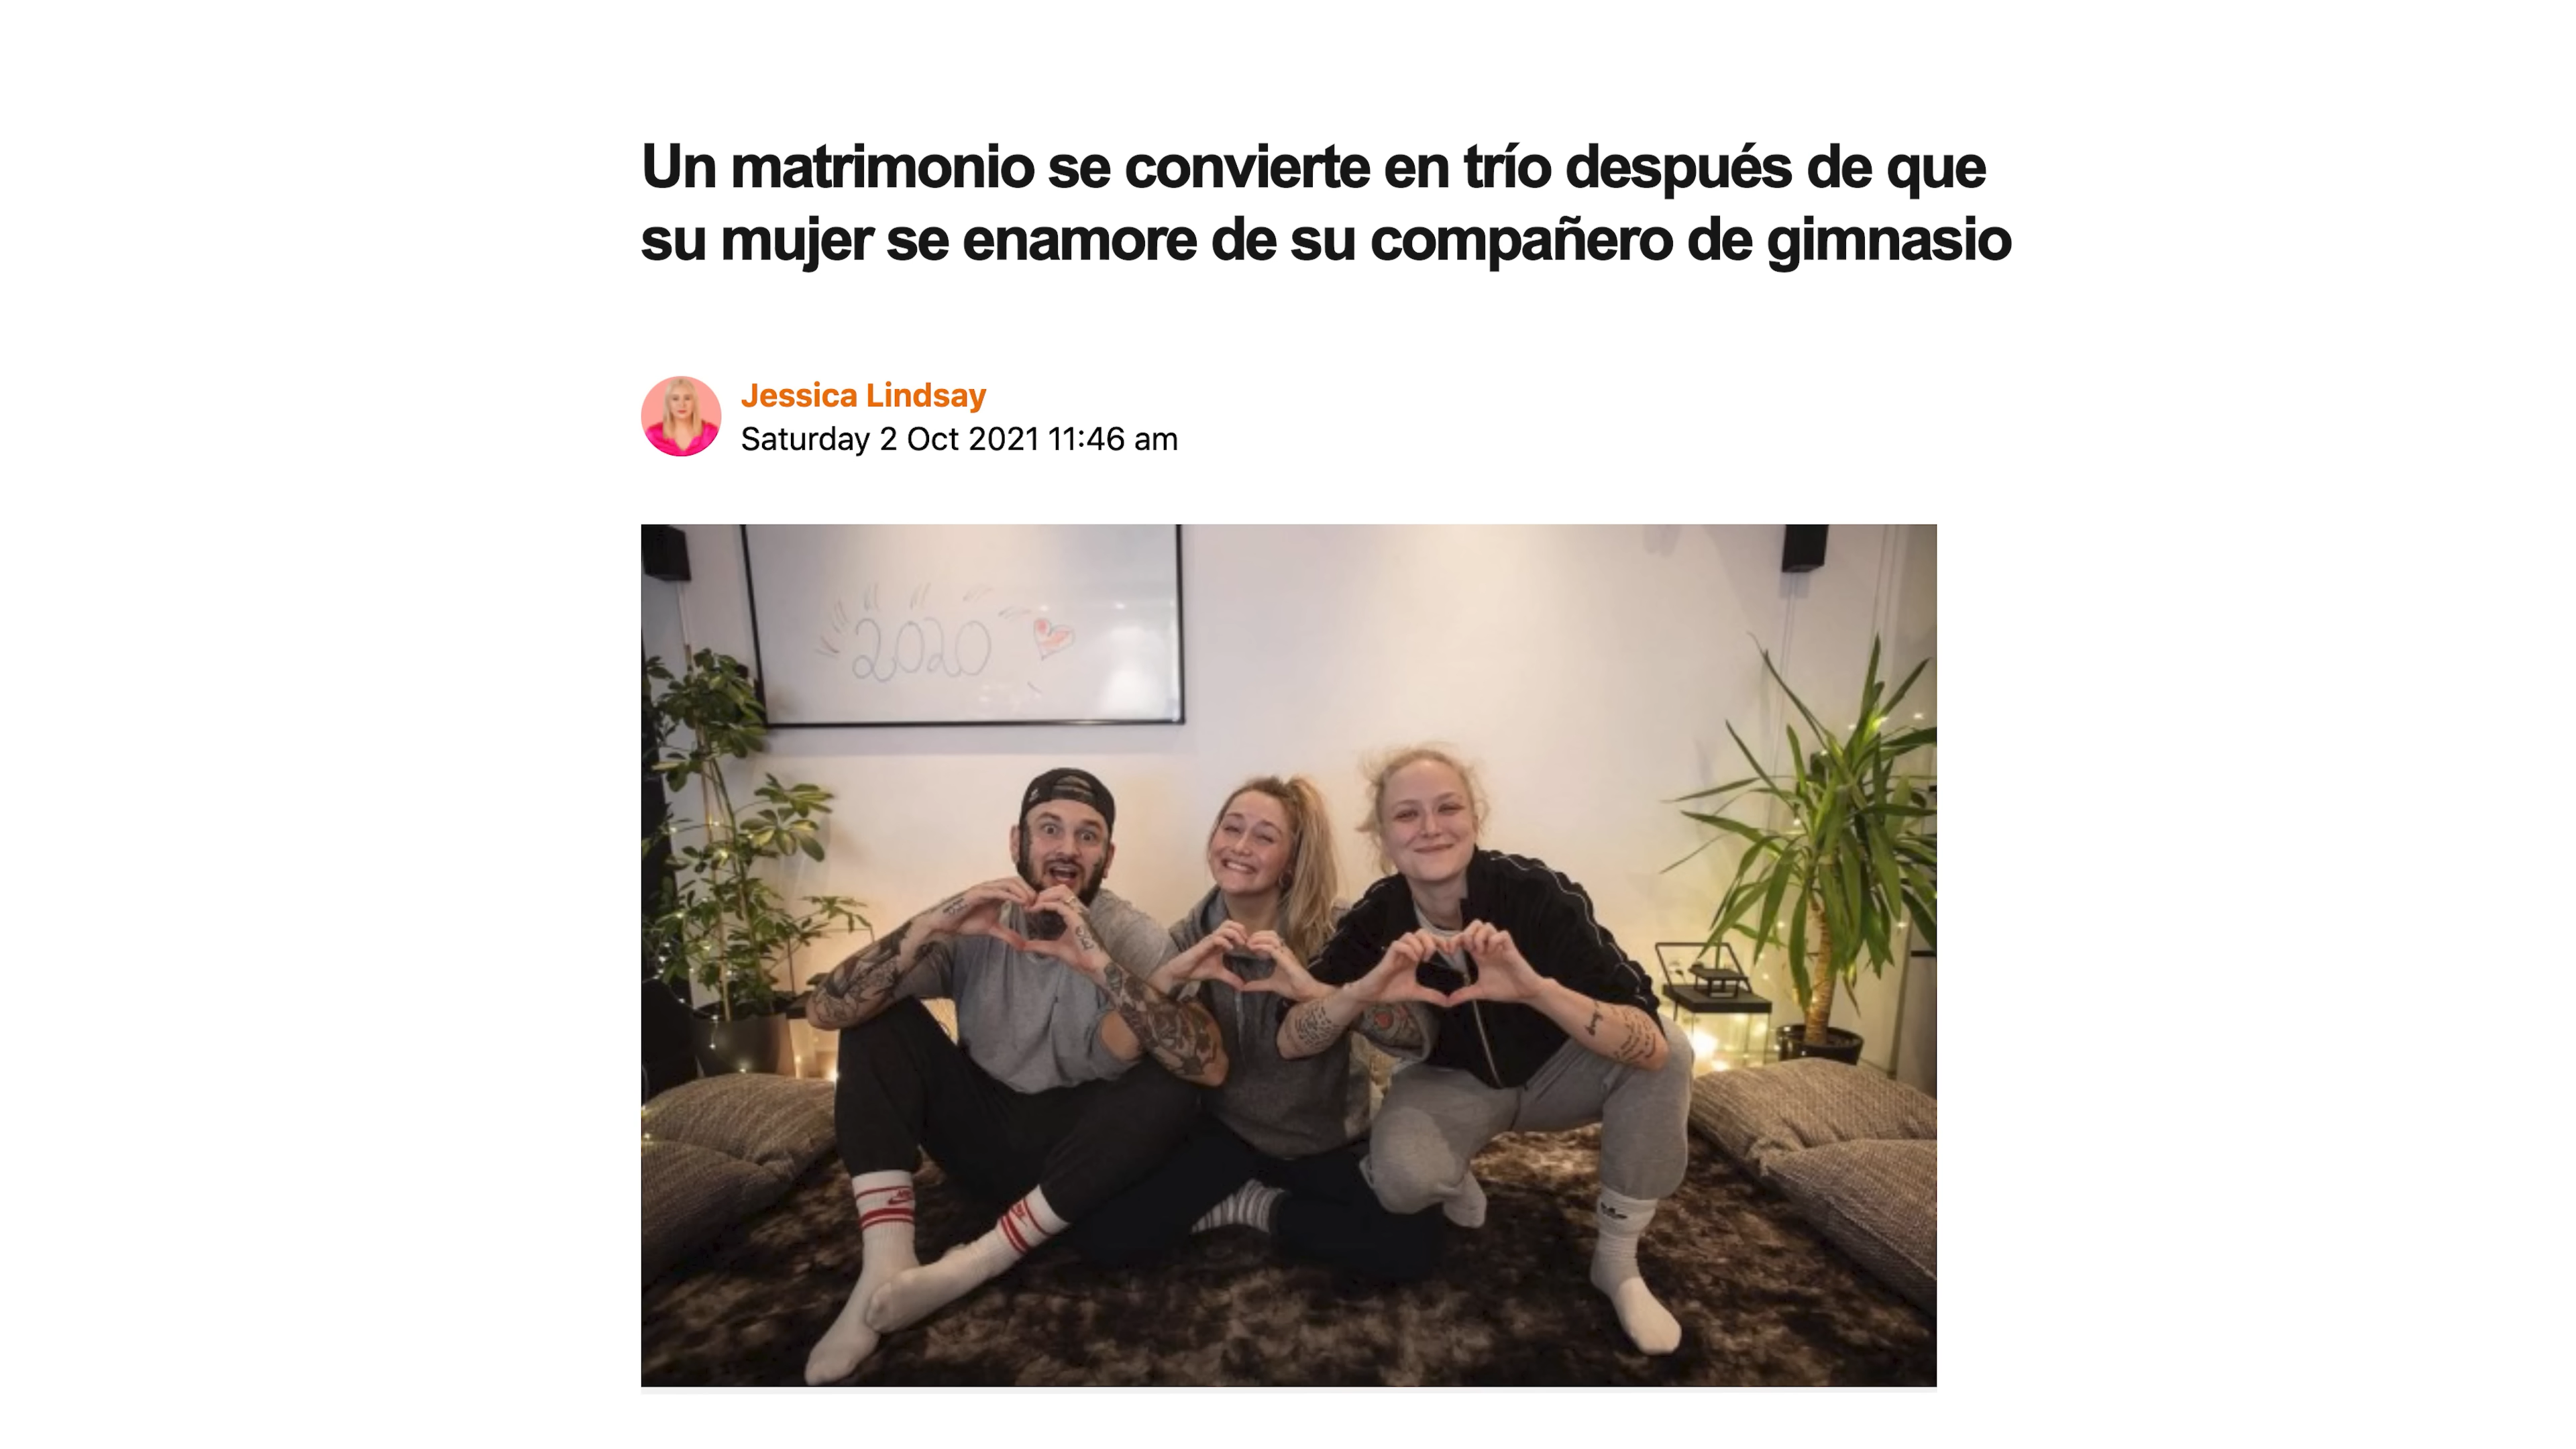 Un matrimonio se convierte en trío después de que
su mujer se enamore de su compañero de gimnasio
Jessica Lindsay
Saturday 2 Oct 2021 11:46 am
2020